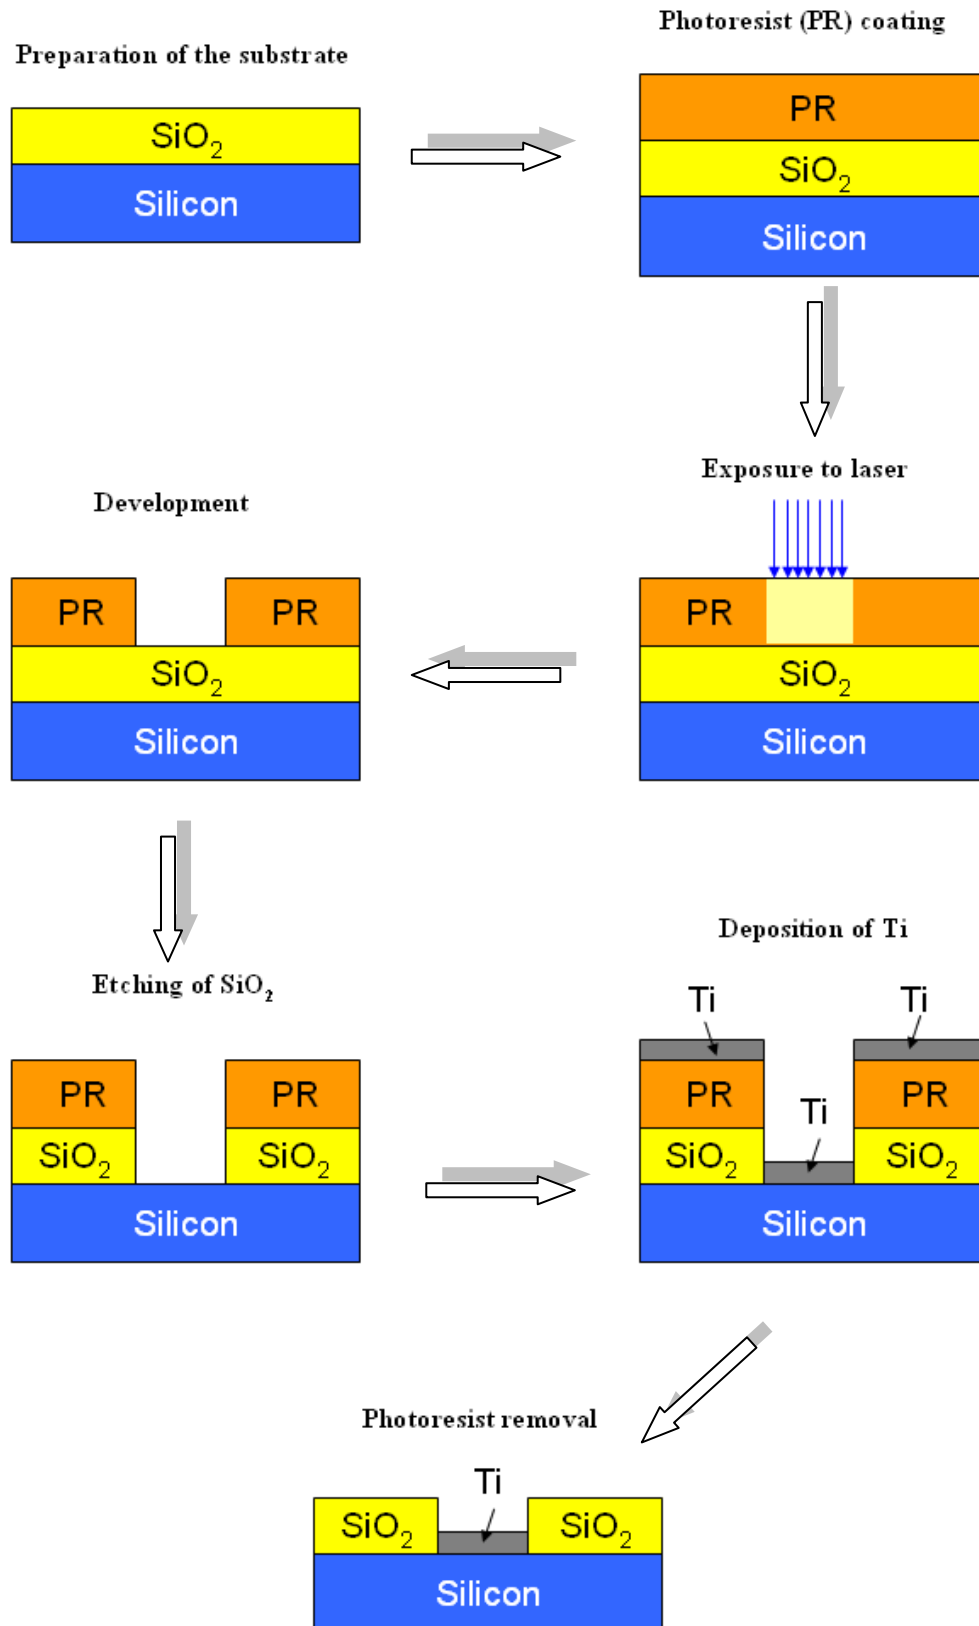 Preparation of the substrate
SiO2
Silicon
Photoresist (PR) coating
PR
SiO2
Silicon
Exposure to laser
PR
SiO2
Silicon
Development
PR PR
SiO2
Silicon
Etching of SiO2
PR PR
SiO2 SiO2
Silicon
Deposition of Ti
Ti Ti
PR Ti PR
SiO2 SiO2
Silicon
Photoresist removal
Ti
SiO2 SiO2
Silicon